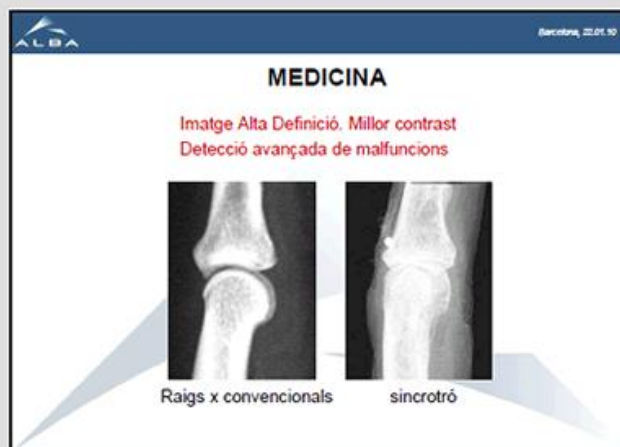 ALBA
Barcelona, 22.01.10
MEDICINA
Imatge Alta Definició. Millor contrast
Detecció avançada de malfuncions
Raigs x convencionals
sincrotró